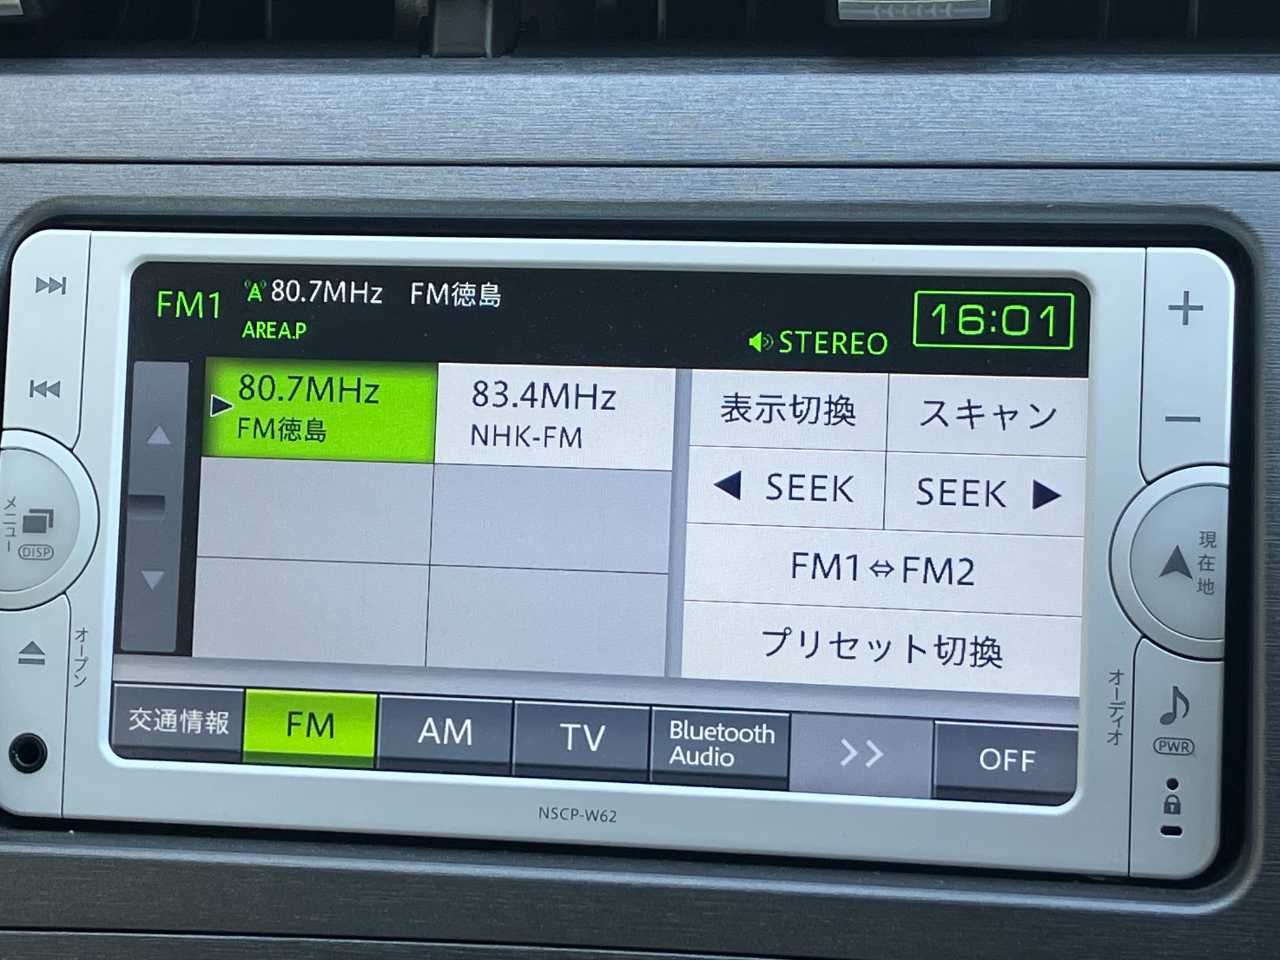 FM1
A 80.7MHz FM徳島
AREA.P
STEREO
16:01
80.7MHz
FM徳島
83.4MHz
NHK-FM
表示切換
スキャン
◀ SEEK
SEEK ▶
FM1⇔FM2
プリセット切換
交通情報
FM
AM
TV
Bluetooth
Audio
>>
OFF
NSCP-W62
メニュー
DISP
オープン
+
−
現在地
オーディオ
PWR